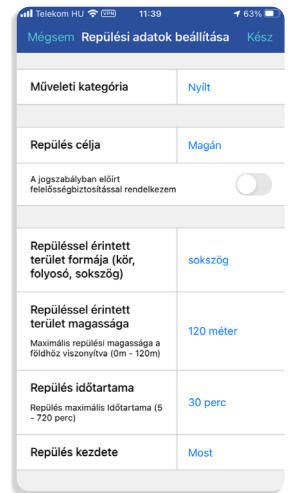 Telekom HU VPN 11:39 63%
Mégsem Repülési adatok beállítása Kész
Műveleti kategória Nyílt
Repülés célja Magán
A jogszabályban előírt
felelősségbiztosítással rendelkezem
Repüléssel érintett
terület formája (kör,
folyosó, sokszög) sokszög
Repüléssel érintett
terület magassága
Maximális repülési magassága a
földhöz viszonyítva (0m - 120m)
120 méter
Repülés időtartama
Repülés maximális Időtartama (5
- 720 perc)
30 perc
Repülés kezdete Most